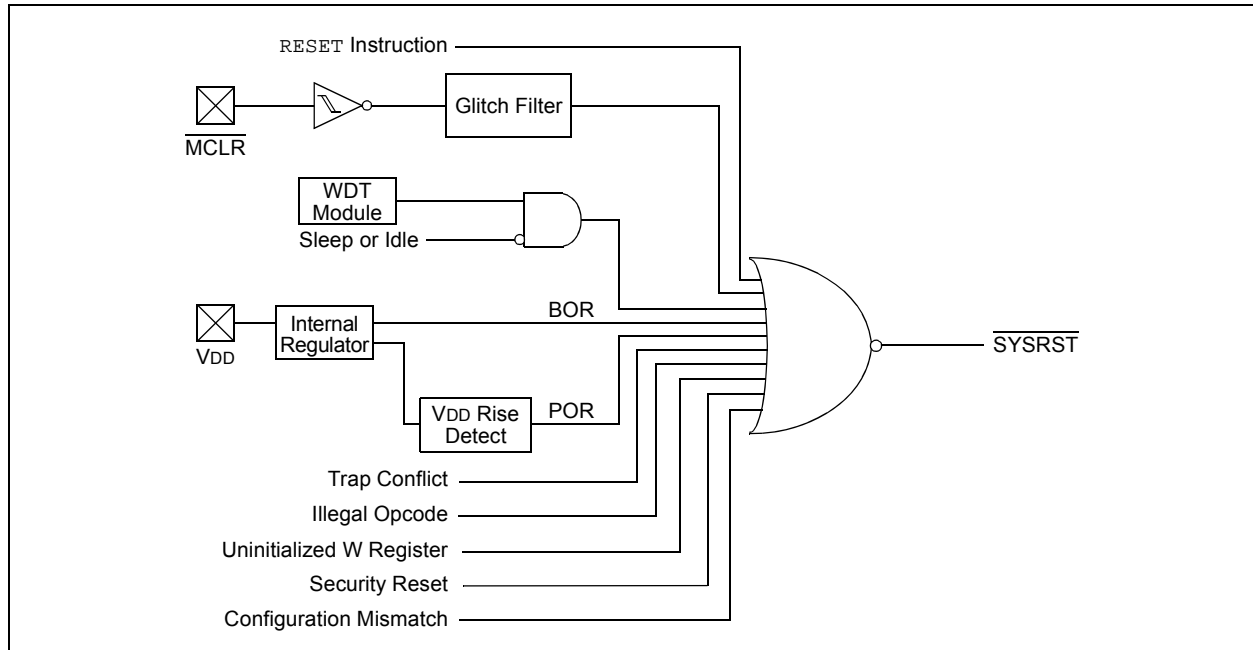 RESET Instruction
Glitch Filter
MCLR
WDT
Module
Sleep or Idle
BOR
Internal
Regulator
VDD
SYSRST
VDD Rise
Detect
POR
Trap Conflict
Illegal Opcode
Uninitialized W Register
Security Reset
Configuration Mismatch